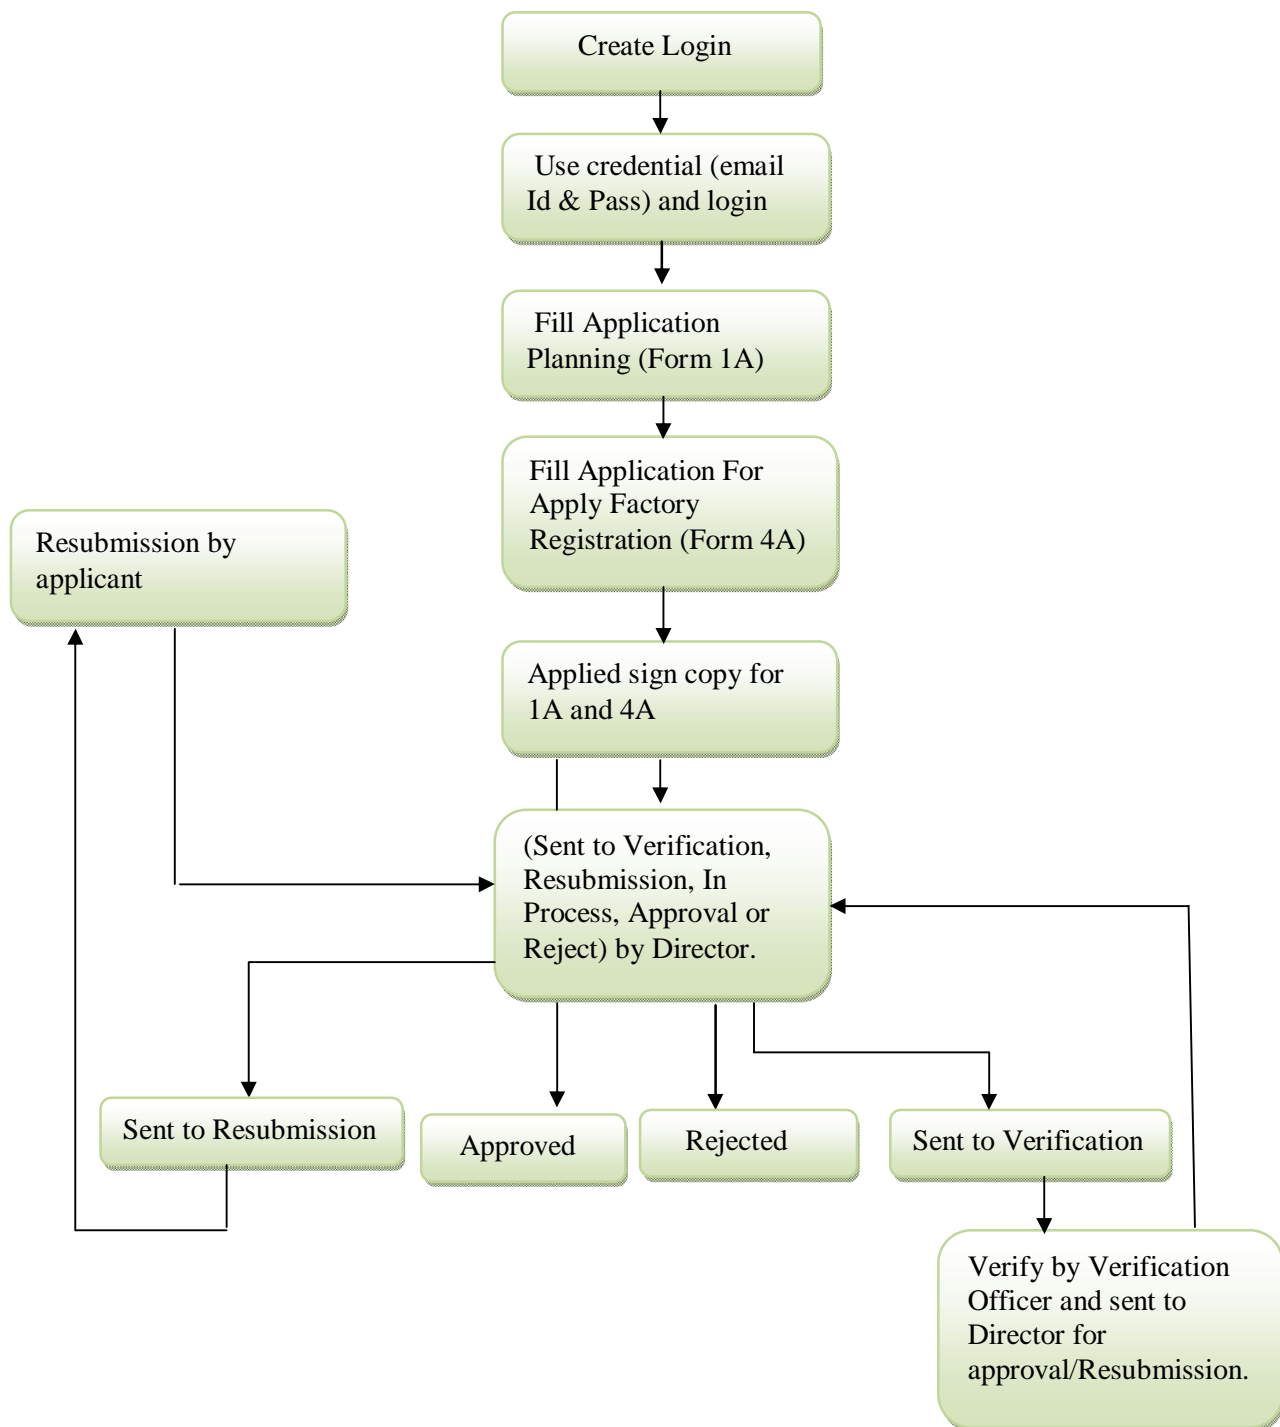 Create Login
Use credential (email
Id & Pass) and login
Fill Application
Planning (Form 1A)
Fill Application For
Apply Factory
Registration (Form 4A)
Resubmission by
applicant
Applied sign copy for
1A and 4A
(Sent to Verification,
Resubmission, In
Process, Approval or
Reject) by Director.
Sent to Resubmission
Approved
Rejected
Sent to Verification
Verify by Verification
Officer and sent to
Director for
approval/Resubmission.